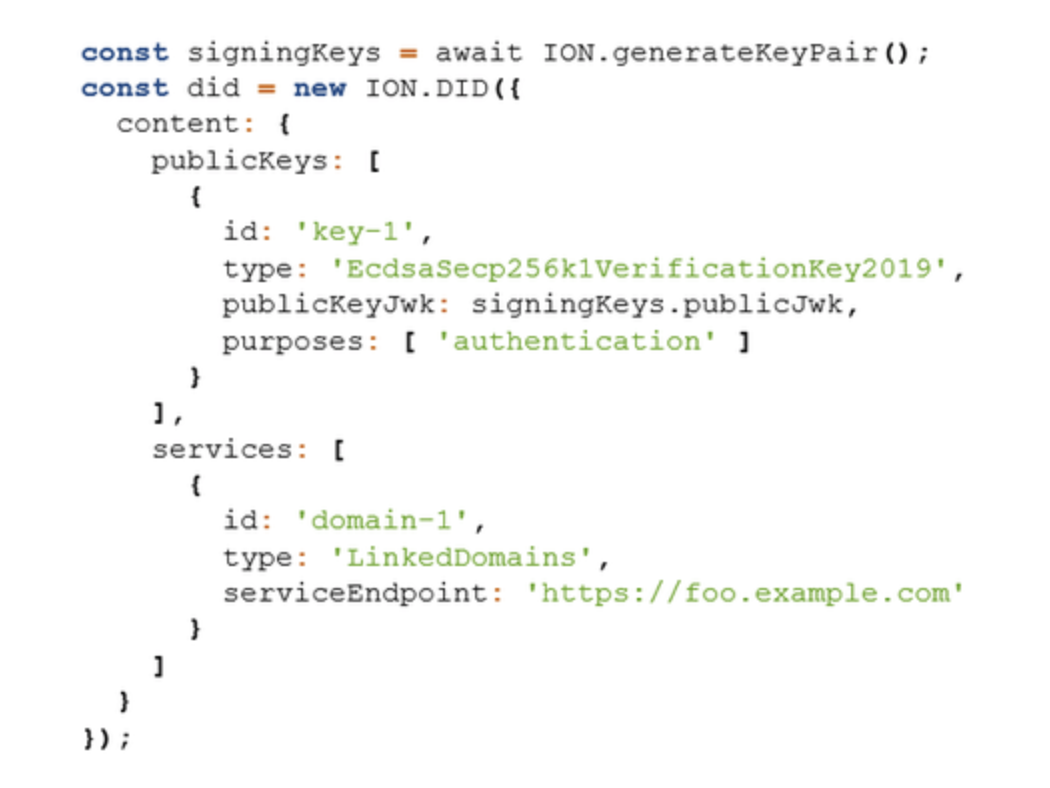 const signingKeys = await ION.generateKeyPair();
const did = new ION.DID({
  content: {
    publicKeys: [
      {
        id: 'key-1',
        type: 'EcdsaSecp256k1VerificationKey2019',
        publicKeyJwk: signingKeys.publicJwk,
        purposes: [ 'authentication' ]
      }
    ],
    services: [
      {
        id: 'domain-1',
        type: 'LinkedDomains',
        serviceEndpoint: 'https://foo.example.com'
      }
    ]
  }
});